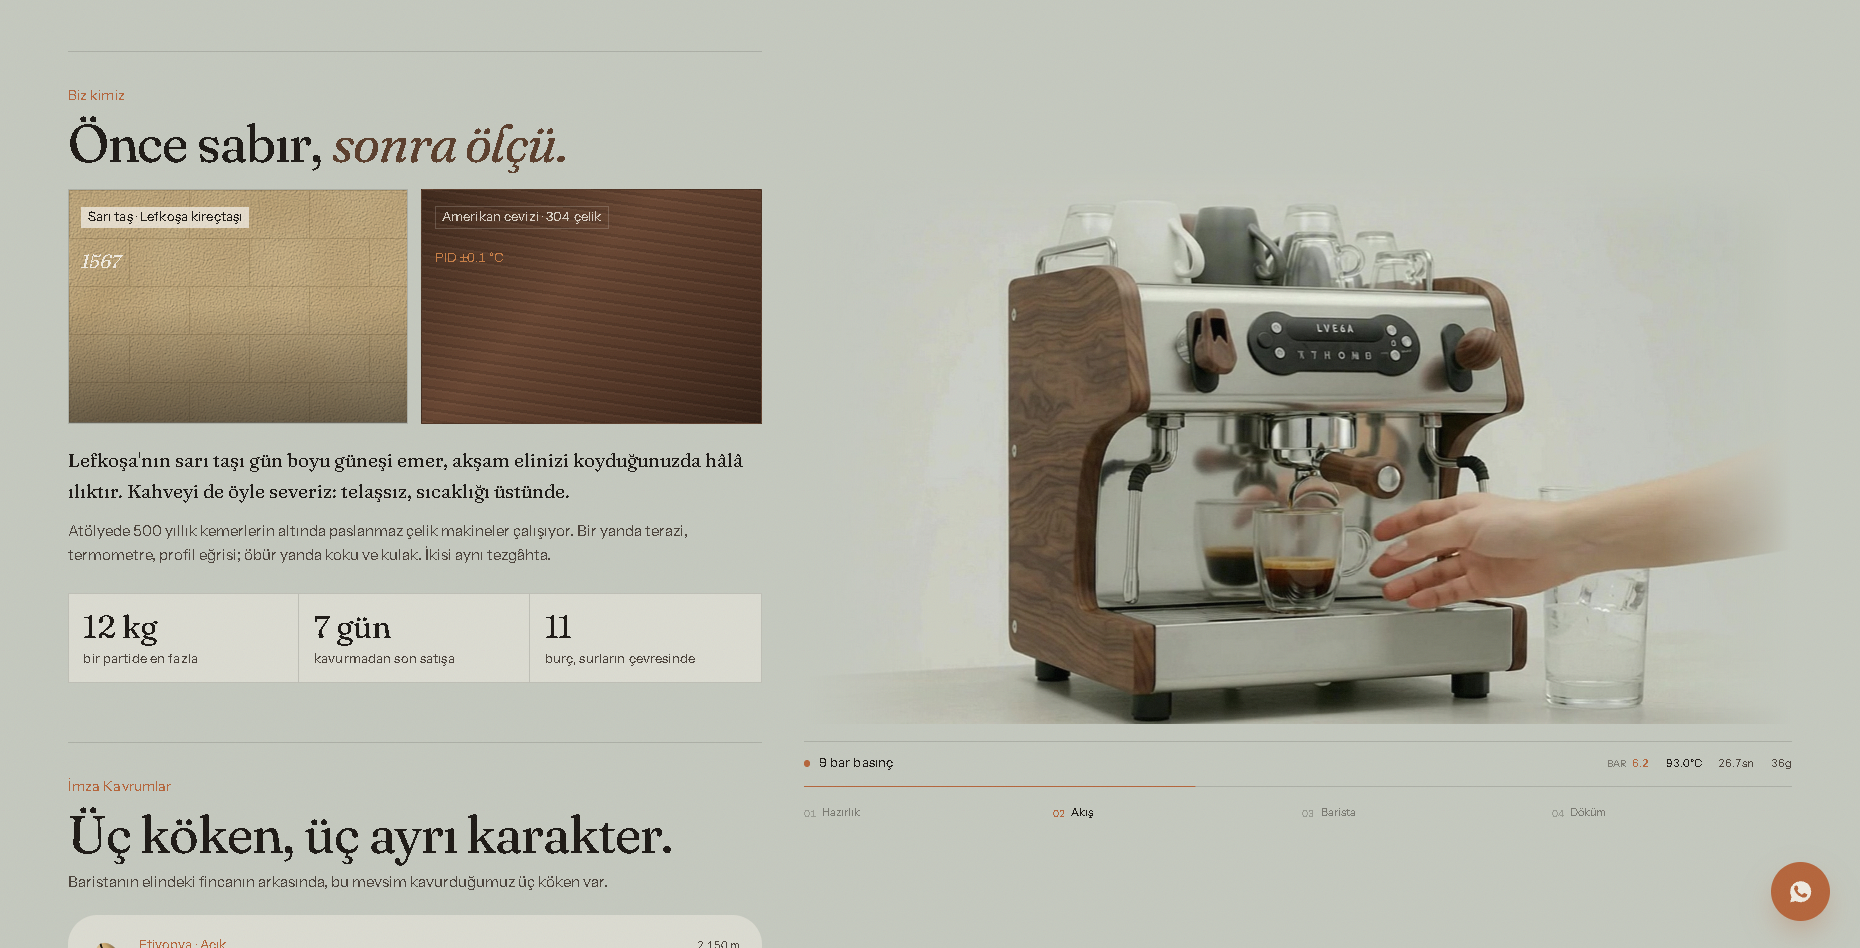 Biz kimiz
Önce sabır, sonra ölçü.
Sarı taş · Lefkoşa kireçtaşı
1567
Amerikan cevizi · 304 çelik
PID ±0.1 °C
Lefkoşa'nın sarı taşı gün boyu güneşi emer, akşam elinizi koyduğunuzda hâlâ
ılıktır. Kahveyi de öyle severiz: telaşsız, sıcaklığı üstünde.
Atölyede 500 yıllık kemerlerin altında paslanmaz çelik makineler çalışıyor. Bir yanda terazi,
termometre, profil eğrisi; öbür yanda koku ve kulak. İkisi aynı tezgâhta.
12 kg
bir partide en fazla
7 gün
kavurmadan son satışa
11
burç, surların çevresinde
İmza Kavrumlar
Üç köken, üç ayrı karakter.
Baristanın elindeki fincanın arkasında, bu mevsim kavurduğumuz üç köken var.
Etiyopya · Açık
2.150 m
LVE6A
9 bar basınç
BAR 6.2 93.0°C 26.7sn 36g
01 Hazırlık
02 Akış
03 Barista
04 Döküm